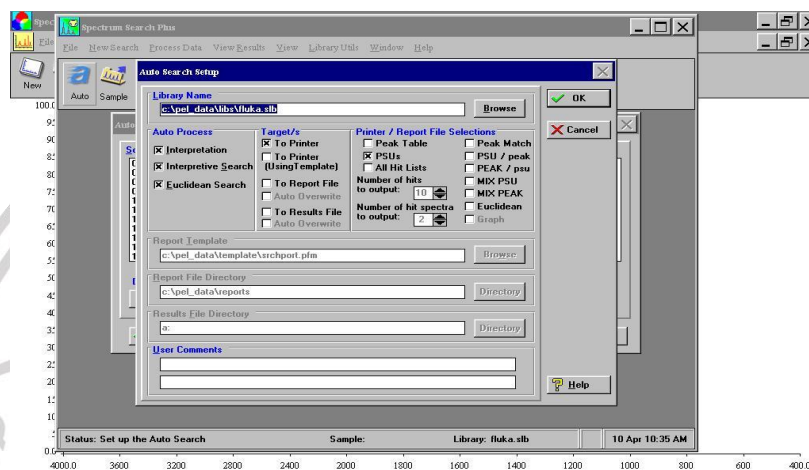 Spectrum Search Plus
File New Search Process Data View Results View Library Utils Window Help
File
New
Auto Sample
Auto Search Setup
Library Name
c:\pel_data\libs\fluka.slb
Browse
OK
Cancel
Auto Process
Interpretation
Interpretive Search
Euclidean Search
Target/s
To Printer
To Printer
(UsingTemplate)
To Report File
Auto Overwrite
To Results File
Auto Overwrite
Printer / Report File Selections
Peak Table
PSUs
All Hit Lists
Number of hits
to output: 10
Number of hit spectra
to output: 2
Peak Match
PSU / peak
PEAK / psu
MIX PSU
MIX PEAK
Euclidean
Graph
Report Template
c:\pel_data\template\srchport.pfm
Browse
Report File Directory
c:\pel_data\reports
Directory
Results File Directory
a:
Directory
User Comments
Help
Status: Set up the Auto Search Sample: Library: fluka.slb 10 Apr 10:35 AM
4000.0 3600 3200 2800 2400 2000 1800 1600 1400 1200 1000 800 600 400.0